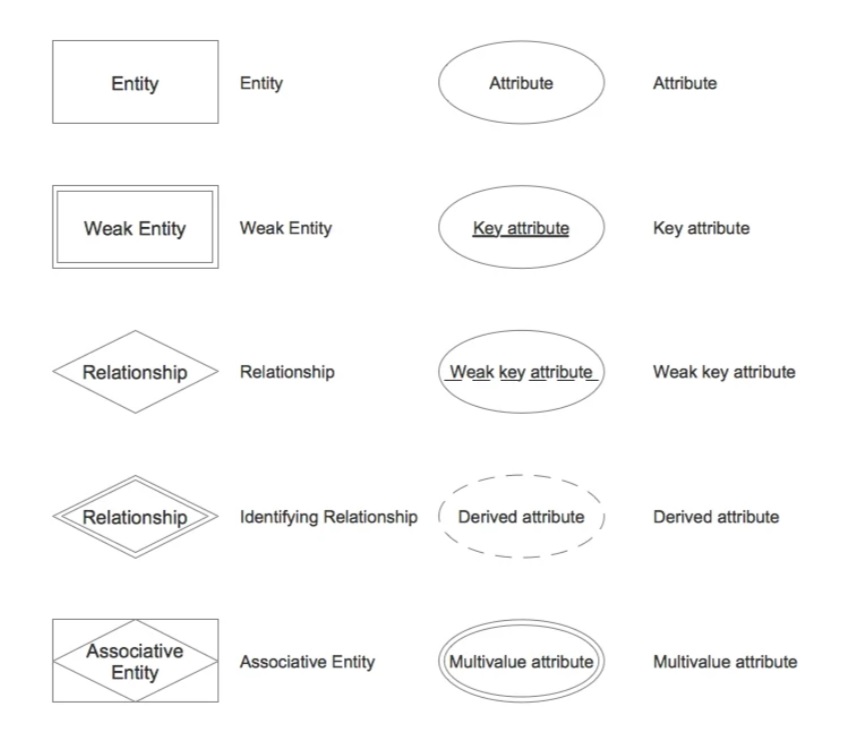 Entity Entity Attribute Attribute
Weak Entity Weak Entity Key attribute Key attribute
Relationship Relationship Weak key attribute Weak key attribute
Relationship Identifying Relationship Derived attribute Derived attribute
Associative
Entity
Associative Entity Multivalue attribute Multivalue attribute